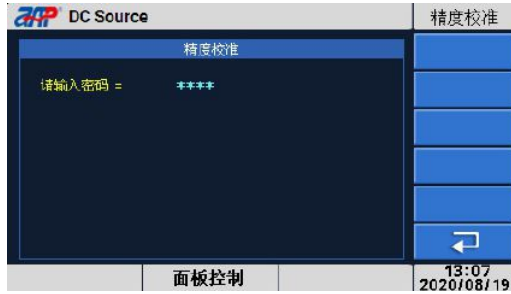 DC Source
精度校准
精度校准
请输入密码 = ****
面板控制
13:07
2020/08/19